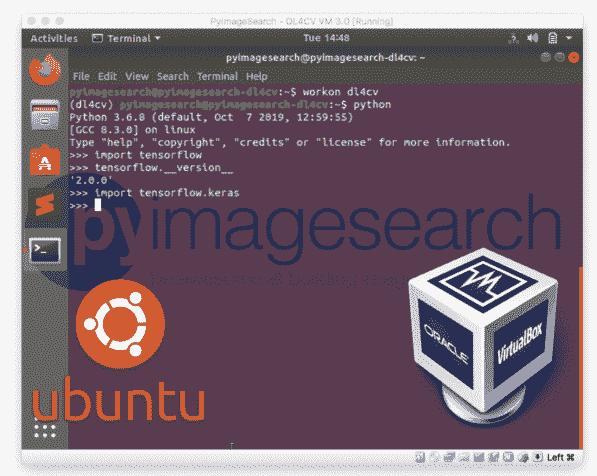 PyImageSearch - DL4CV VM 3.0 [Running]
Activities Terminal Tue 14:48
pyimagesearch@pyimagesearch-dl4cv: ~
File Edit View Search Terminal Help
pyimagesearch@pyimagesearch-dl4cv:~$ workon dl4cv
(dl4cv) pyimagesearch@pyimagesearch-dl4cv:~$ python
Python 3.6.8 (default, Oct 7 2019, 12:59:55)
[GCC 8.3.0] on linux
Type "help", "copyright", "credits" or "license" for more information.
>>> import tensorflow
>>> tensorflow.__version__
'2.0.0'
>>> import tensorflow.keras
>>>
pyimagesearch
ORACLE
VirtualBox
ubuntu
Left ⌘